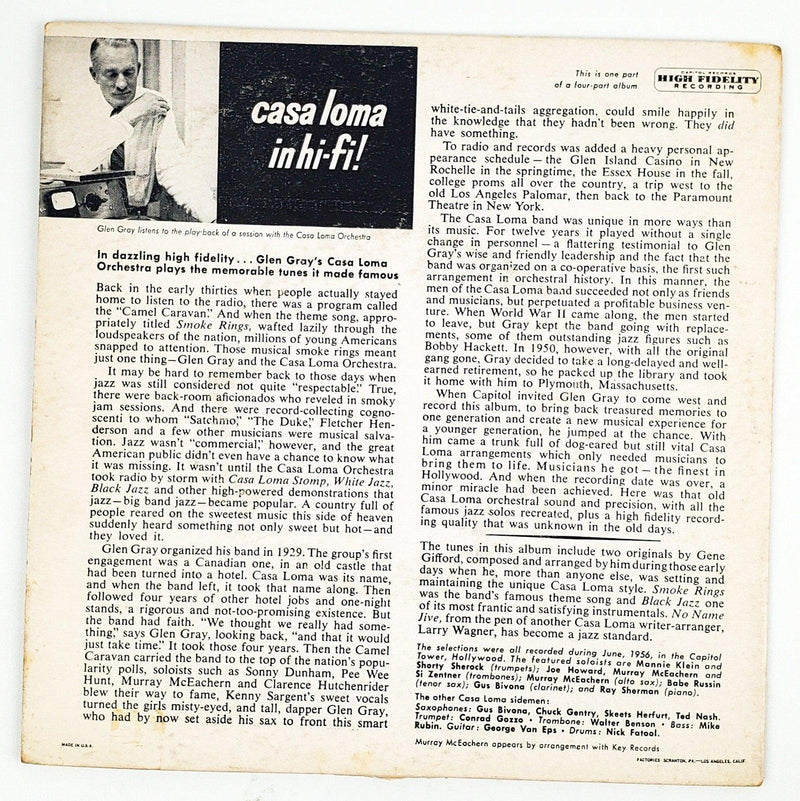 casa loma
in hi-fi!
Glen Gray listens to the play-back of a session with the Casa Loma Orchestra
In dazzling high fidelity . . . Glen Gray's Casa Loma
Orchestra plays the memorable tunes it made famous
Back in the early thirties when people actually stayed
home to listen to the radio, there was a program called
the "Camel Caravan." And when the theme song, appro-
priately titled Smoke Rings, wafted lazily through the
loudspeakers of the nation, millions of young Americans
snapped to attention. Those musical smoke rings meant
just one thing—Glen Gray and the Casa Loma Orchestra.
It may be hard to remember back to those days when
jazz was still considered not quite "respectable." True,
there were back-room aficionados who reveled in smoky
jam sessions. And there were record-collecting cogno-
scenti to whom "Satchmo," "The Duke," Fletcher Hen-
derson and a few other musicians were musical salva-
tion. Jazz wasn't "commercial," however, and the great
American public didn't even have a chance to know what
it was missing. It wasn't until the Casa Loma Orchestra
took radio by storm with Casa Loma Stomp, White Jazz,
Black Jazz and other high-powered demonstrations that
jazz—big band jazz—became popular. A country full of
people reared on the sweetest music this side of heaven
suddenly heard something not only sweet but hot—and
they loved it.
Glen Gray organized his band in 1929. The group's first
engagement was a Canadian one, in an old castle that
had been turned into a hotel. Casa Loma was its name,
and when the band left, it took that name along. Then
followed four years of other hotel jobs and one-night
stands, a rigorous and not-too-promising existence. But
the band had faith. "We thought we really had some-
thing," says Glen Gray, looking back, "and that it would
just take time." It took those four years. Then the Camel
Caravan carried the band to the top of the nation's popu-
larity polls, soloists such as Sonny Dunham, Pee Wee
Hunt, Murray McEachern and Clarence Hutchenrider
blew their way to fame, Kenny Sargent's sweet vocals
turned the girls misty-eyed, and tall, dapper Glen Gray,
who had by now set aside his sax to front this smart
MADE IN U.S.A.
This is one part
of a four-part album
CAPITOL RECORDS
HIGH FIDELITY
RECORDING
white-tie-and-tails aggregation, could smile happily in
the knowledge that they hadn't been wrong. They did
have something.
To radio and records was added a heavy personal ap-
pearance schedule — the Glen Island Casino in New
Rochelle in the springtime, the Essex House in the fall,
college proms all over the country, a trip west to the
old Los Angeles Palomar, then back to the Paramount
Theatre in New York.
The Casa Loma band was unique in more ways than
its music. For twelve years it played without a single
change in personnel — a flattering testimonial to Glen
Gray's wise and friendly leadership and the fact that the
band was organized on a co-operative basis, the first such
arrangement in orchestral history. In this manner, the
men of the Casa Loma band succeeded not only as friends
and musicians, but perpetuated a profitable business ven-
ture. When World War II came along, the men started
to leave, but Gray kept the band going with replace-
ments, some of them outstanding jazz figures such as
Bobby Hackett. In 1950, however, with all the original
gang gone, Gray decided to take a long-delayed and well-
earned retirement, so he packed up the library and took
it home with him to Plymouth, Massachusetts.
When Capitol invited Glen Gray to come west and
record this album, to bring back treasured memories to
one generation and create a new musical experience for
a younger generation, he jumped at the chance. With
him came a trunk full of dog-eared but still vital Casa
Loma arrangements which only needed musicians to
bring them to life. Musicians he got — the finest in
Hollywood. And when the recording date was over, a
minor miracle had been achieved. Here was that old
Casa Loma orchestral sound and precision, with all the
famous jazz solos recreated, plus a high fidelity record-
ing quality that was unknown in the old days.
The tunes in this album include two originals by Gene
Gifford, composed and arranged by him during those early
days when he, more than anyone else, was setting and
maintaining the unique Casa Loma style. Smoke Rings
was the band's famous theme song and Black Jazz one
of its most frantic and satisfying instrumentals. No Name
Jive, from the pen of another Casa Loma writer-arranger,
Larry Wagner, has become a jazz standard.
The selections were all recorded during June, 1956, in the Capitol
Tower, Hollywood. The featured soloists are Mannie Klein and
Shorty Sherock (trumpets); Joe Howard, Murray McEachern and
Si Zentner (trombones); Murray McEachern (alto sax); Babe Russin
(tenor sax); Gus Bivona (clarinet); and Ray Sherman (piano).
The other Casa Loma sidemen:
Saxophones: Gus Bivona, Chuck Gentry, Skeets Herfurt, Ted Nash.
Trumpet: Conrad Gozzo • Trombone: Walter Benson • Bass: Mike
Rubin. Guitar: George Van Eps • Drums: Nick Fatool.
Murray McEachern appears by arrangement with Key Records
FACTORIES: SCRANTON, PA.—LOS ANGELES, CALIF.